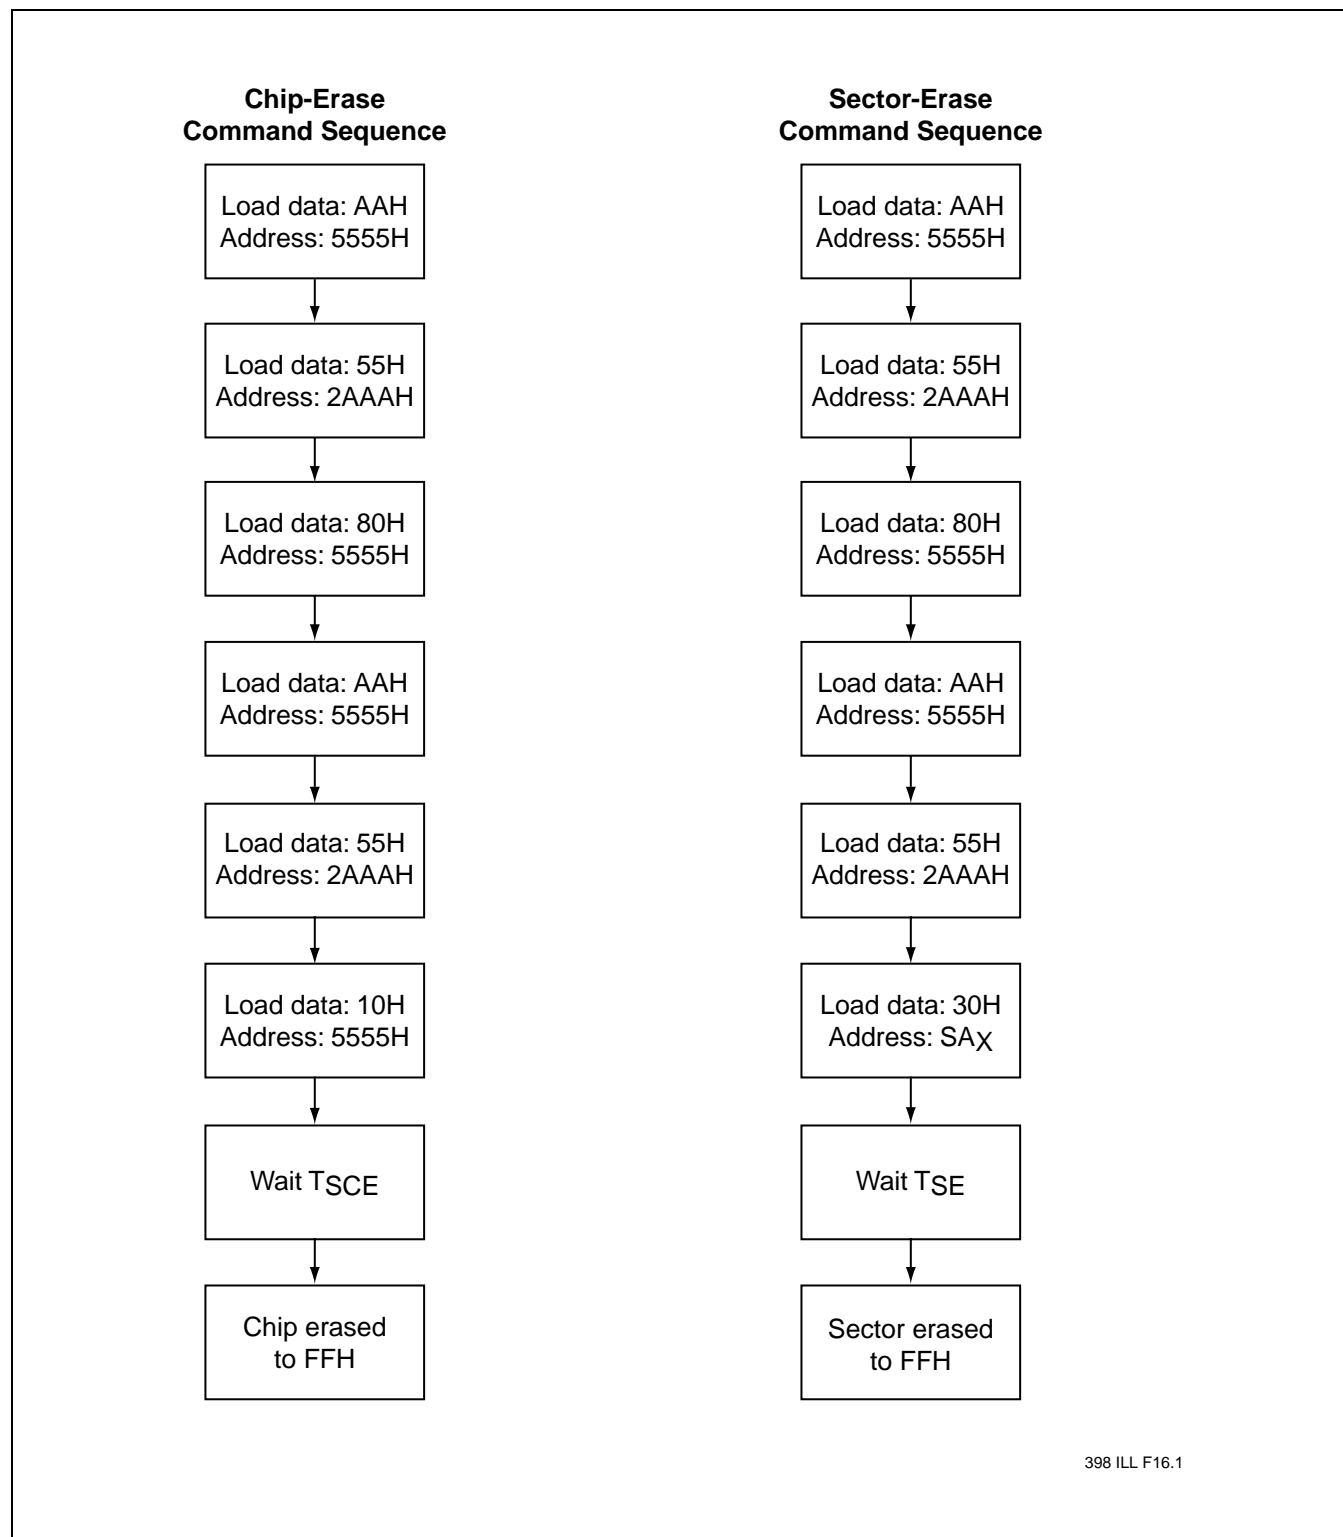 Chip-Erase
Command Sequence
Load data: AAH
Address: 5555H
Load data: 55H
Address: 2AAAH
Load data: 80H
Address: 5555H
Load data: AAH
Address: 5555H
Load data: 55H
Address: 2AAAH
Load data: 10H
Address: 5555H
Wait TSCE
Chip erased
to FFH
Sector-Erase
Command Sequence
Load data: AAH
Address: 5555H
Load data: 55H
Address: 2AAAH
Load data: 80H
Address: 5555H
Load data: AAH
Address: 5555H
Load data: 55H
Address: 2AAAH
Load data: 30H
Address: SAX
Wait TSE
Sector erased
to FFH
398 ILL F16.1